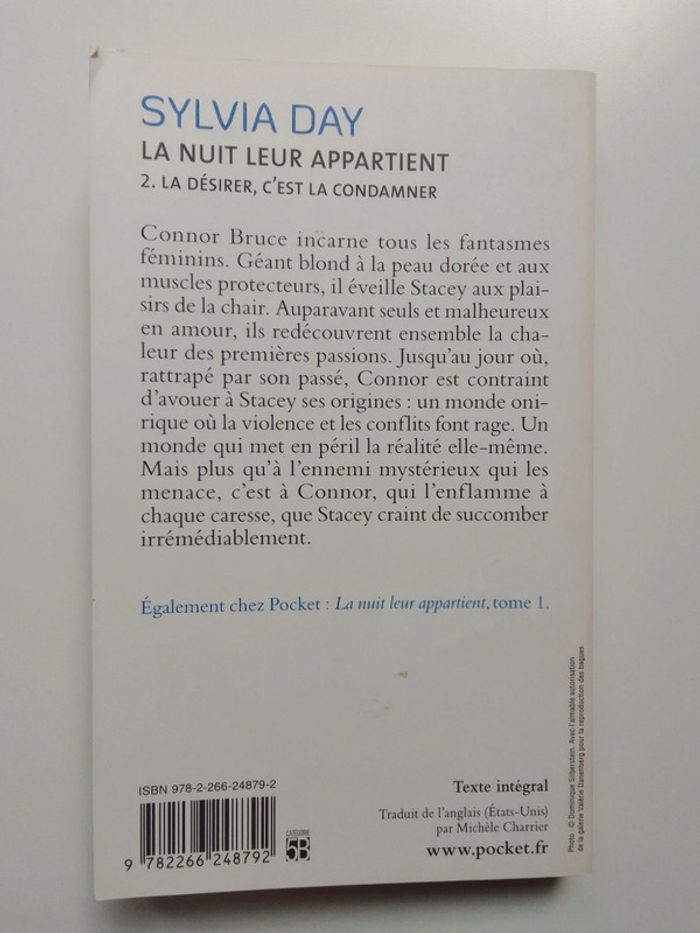 SYLVIA DAY
LA NUIT LEUR APPARTIENT
2. LA DÉSIRER, C'EST LA CONDAMNER
Connor Bruce incarne tous les fantasmes
féminins. Géant blond à la peau dorée et aux
muscles protecteurs, il éveille Stacey aux plai-
sirs de la chair. Auparavant seuls et malheureux
en amour, ils redécouvrent ensemble la cha-
leur des premières passions. Jusqu'au jour où,
rattrapé par son passé, Connor est contraint
d'avouer à Stacey ses origines : un monde oni-
rique où la violence et les conflits font rage. Un
monde qui met en péril la réalité elle-même.
Mais plus qu'à l'ennemi mystérieux qui les
menace, c'est à Connor, qui l'enflamme à
chaque caresse, que Stacey craint de succomber
irrémédiablement.
Également chez Pocket : La nuit leur appartient, tome 1.
ISBN 978-2-266-24879-2
9 782266 248792
CATÉGORIE
5B
Texte intégral
Traduit de l'anglais (États-Unis)
par Michèle Charrier
www.pocket.fr
Photo : © Dominique Silberstein. Avec l'aimable autorisation
de la galerie Valérie Danenberg pour la reproduction des bagues